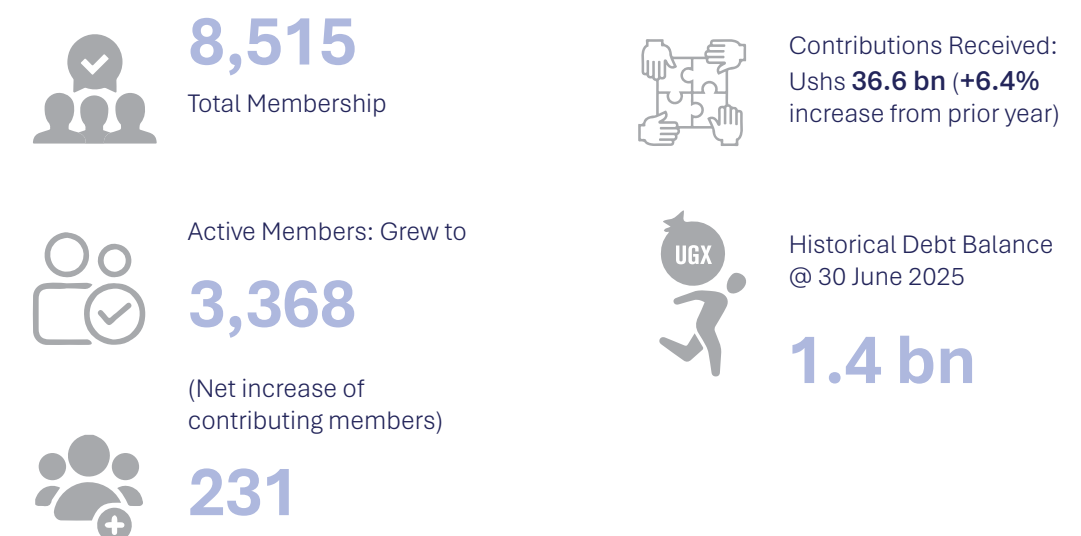 8,515
Total Membership
Active Members: Grew to
3,368
(Net increase of
contributing members)
231
Contributions Received:
Ushs 36.6 bn (+6.4%
increase from prior year)
UGX
Historical Debt Balance
@ 30 June 2025
1.4 bn